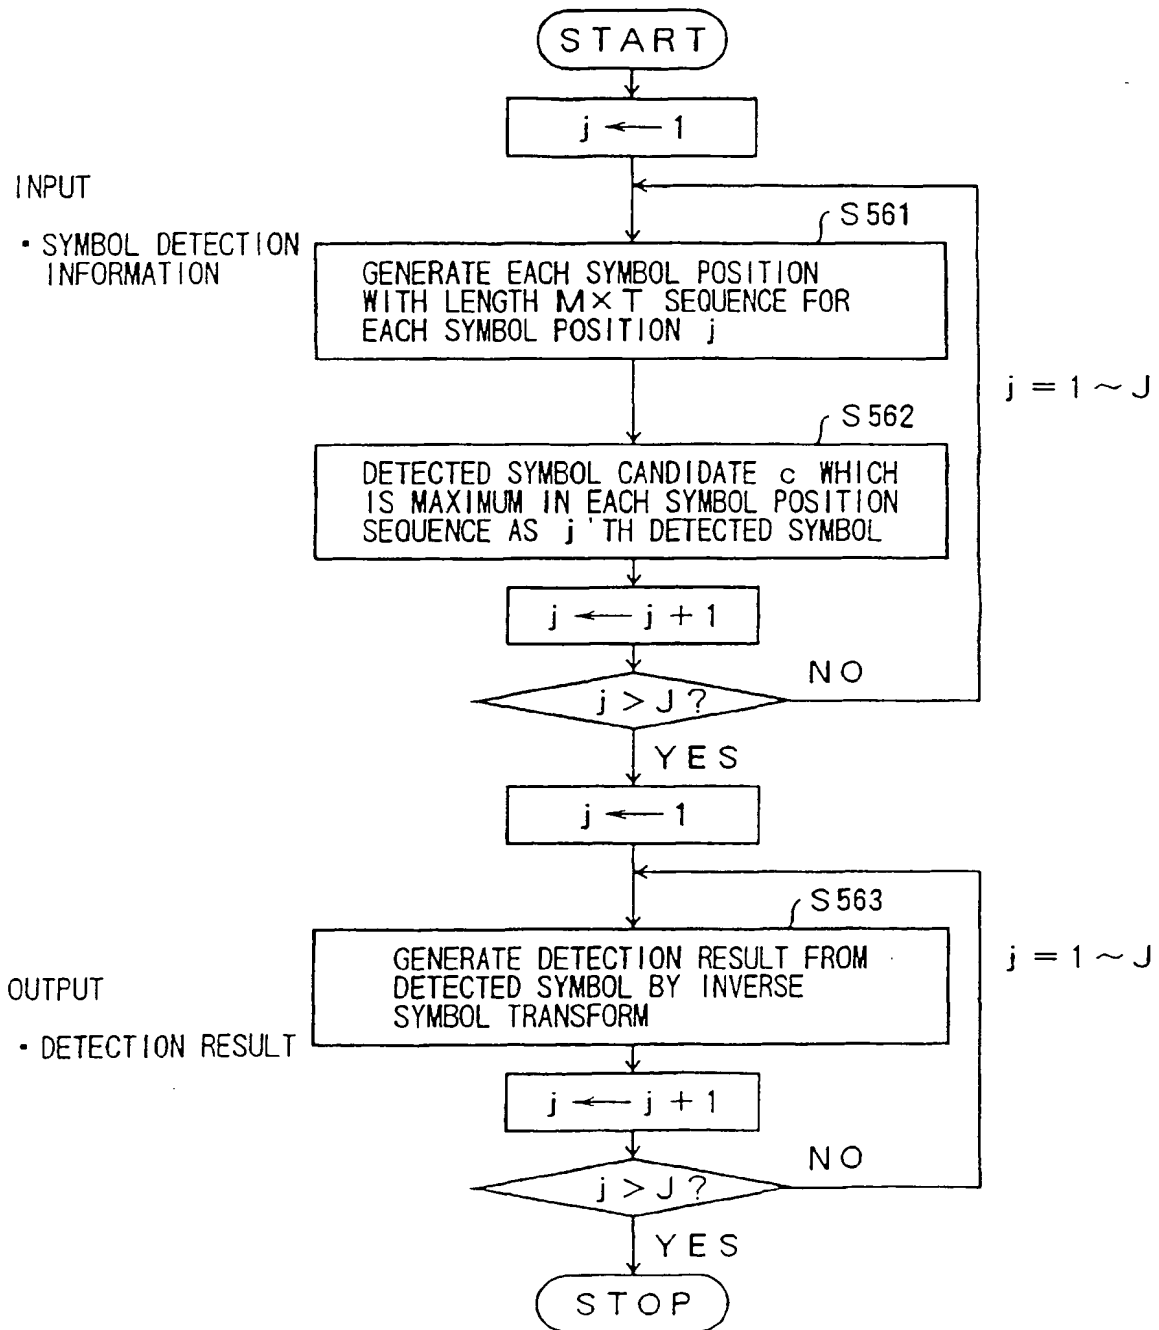 START
j ← 1
INPUT
・SYMBOL DETECTION
INFORMATION
S561
GENERATE EACH SYMBOL POSITION
WITH LENGTH M×T SEQUENCE FOR
EACH SYMBOL POSITION j
j = 1 ~ J
S562
DETECTED SYMBOL CANDIDATE c WHICH
IS MAXIMUM IN EACH SYMBOL POSITION
SEQUENCE AS j'TH DETECTED SYMBOL
j ← j + 1
j > J ?
NO
YES
j ← 1
S563
GENERATE DETECTION RESULT FROM
DETECTED SYMBOL BY INVERSE
SYMBOL TRANSFORM
j = 1 ~ J
OUTPUT
・DETECTION RESULT
j ← j + 1
j > J ?
NO
YES
STOP